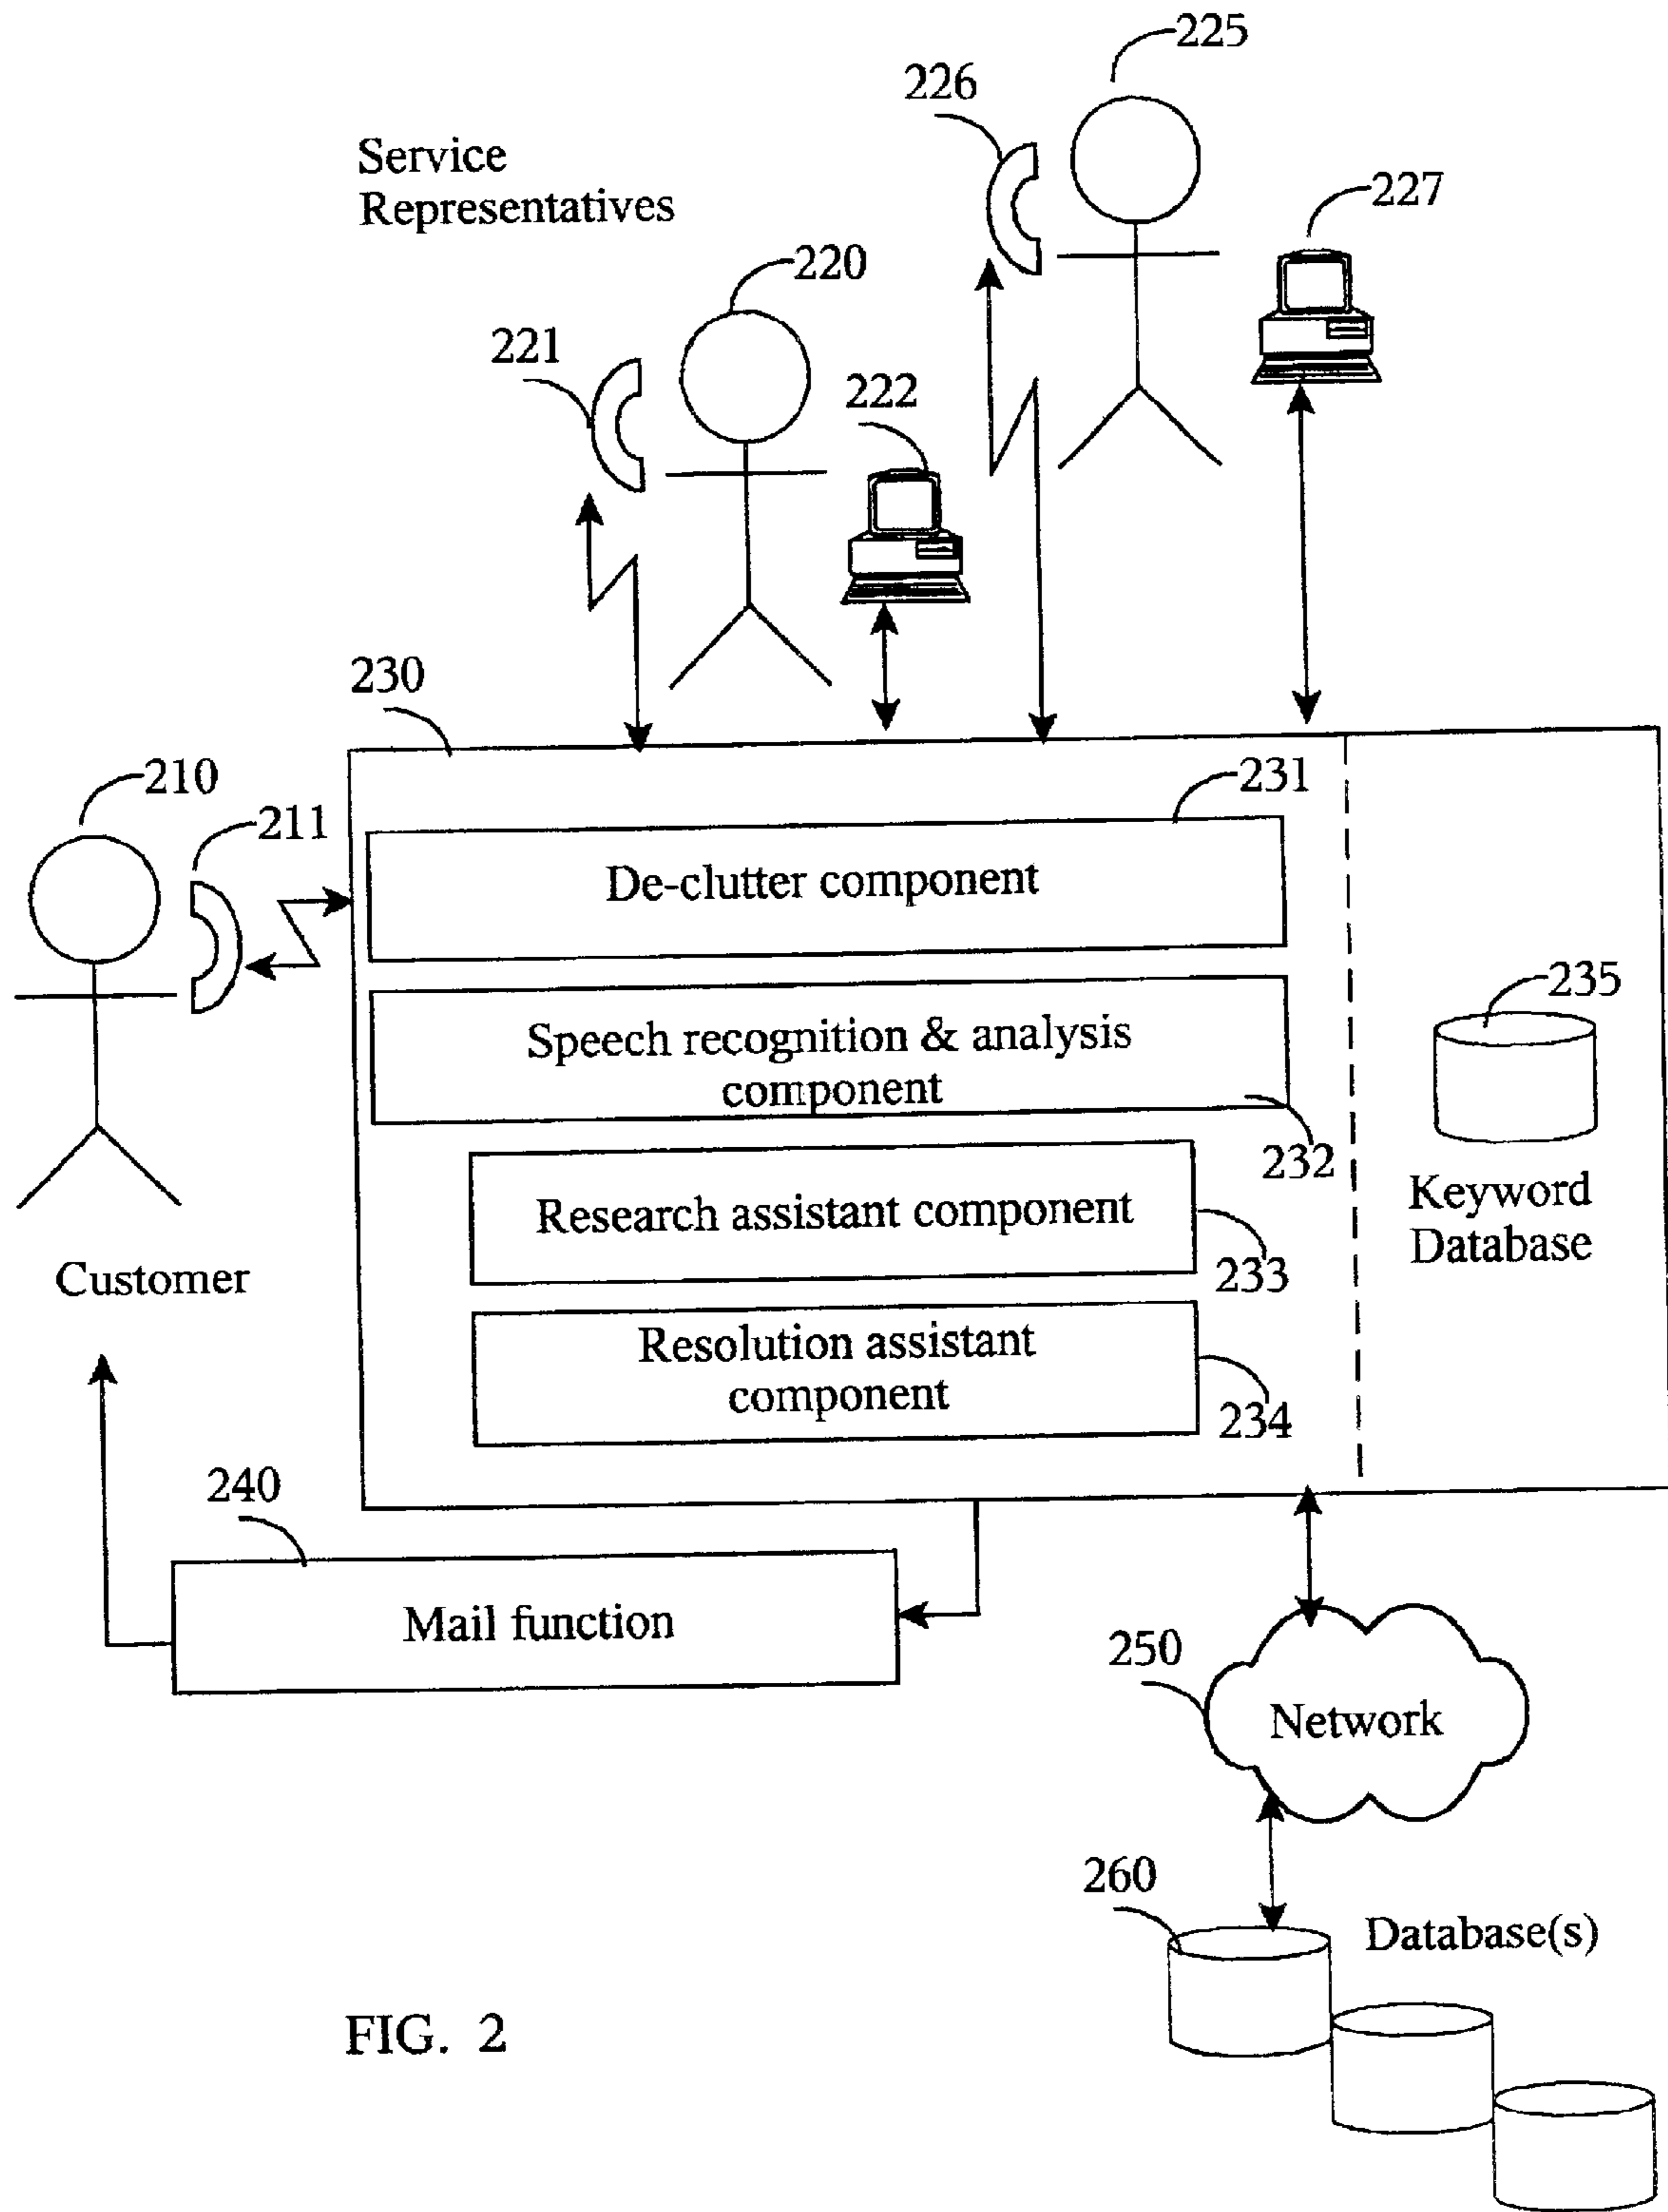 225
226
Service
Representatives
227
220
221
222
230
210
231
211
De-clutter component
235
Speech recognition & analysis
component
232
Keyword
Database
Research assistant component
233
Customer
Resolution assistant
component
234
240
Mail function
250
Network
260
Database(s)
FIG. 2